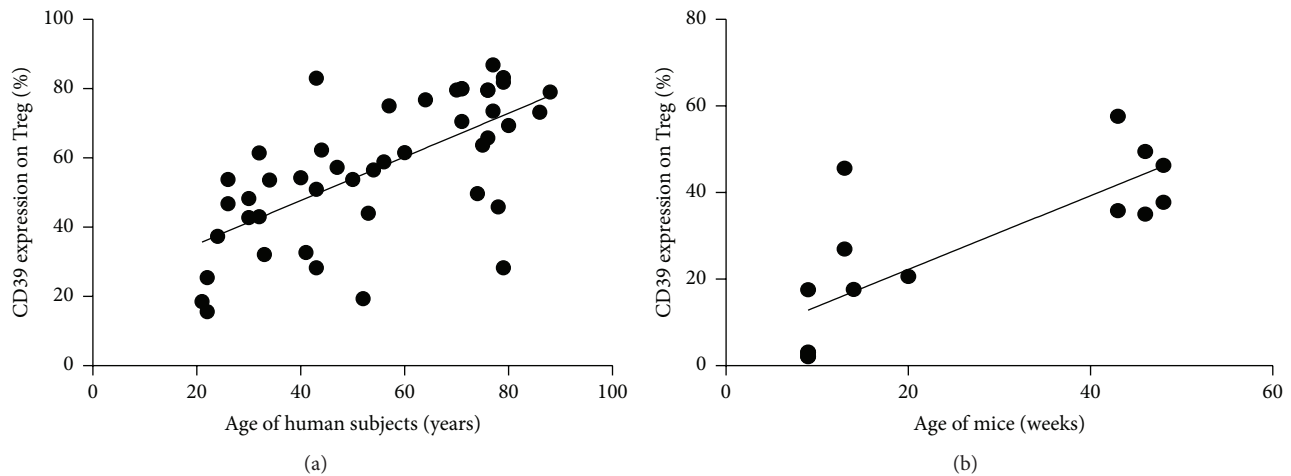 100
80
60
40
20
0
CD39 expression on Treg (%)
0 20 40 60 80 100
Age of human subjects (years)
(a)
80
60
40
20
0
CD39 expression on Treg (%)
0 20 40 60
Age of mice (weeks)
(b)